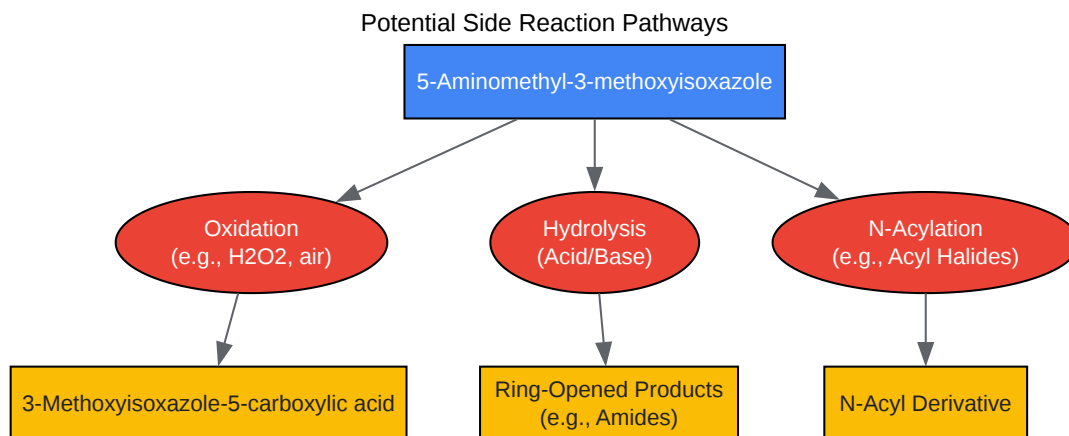 Potential Side Reaction Pathways
5-Aminomethyl-3-methoxyisoxazole
Oxidation
(e.g., H2O2, air)
Hydrolysis
(Acid/Base)
N-Acylation
(e.g., Acyl Halides)
3-Methoxyisoxazole-5-carboxylic acid
Ring-Opened Products
(e.g., Amides)
N-Acyl Derivative